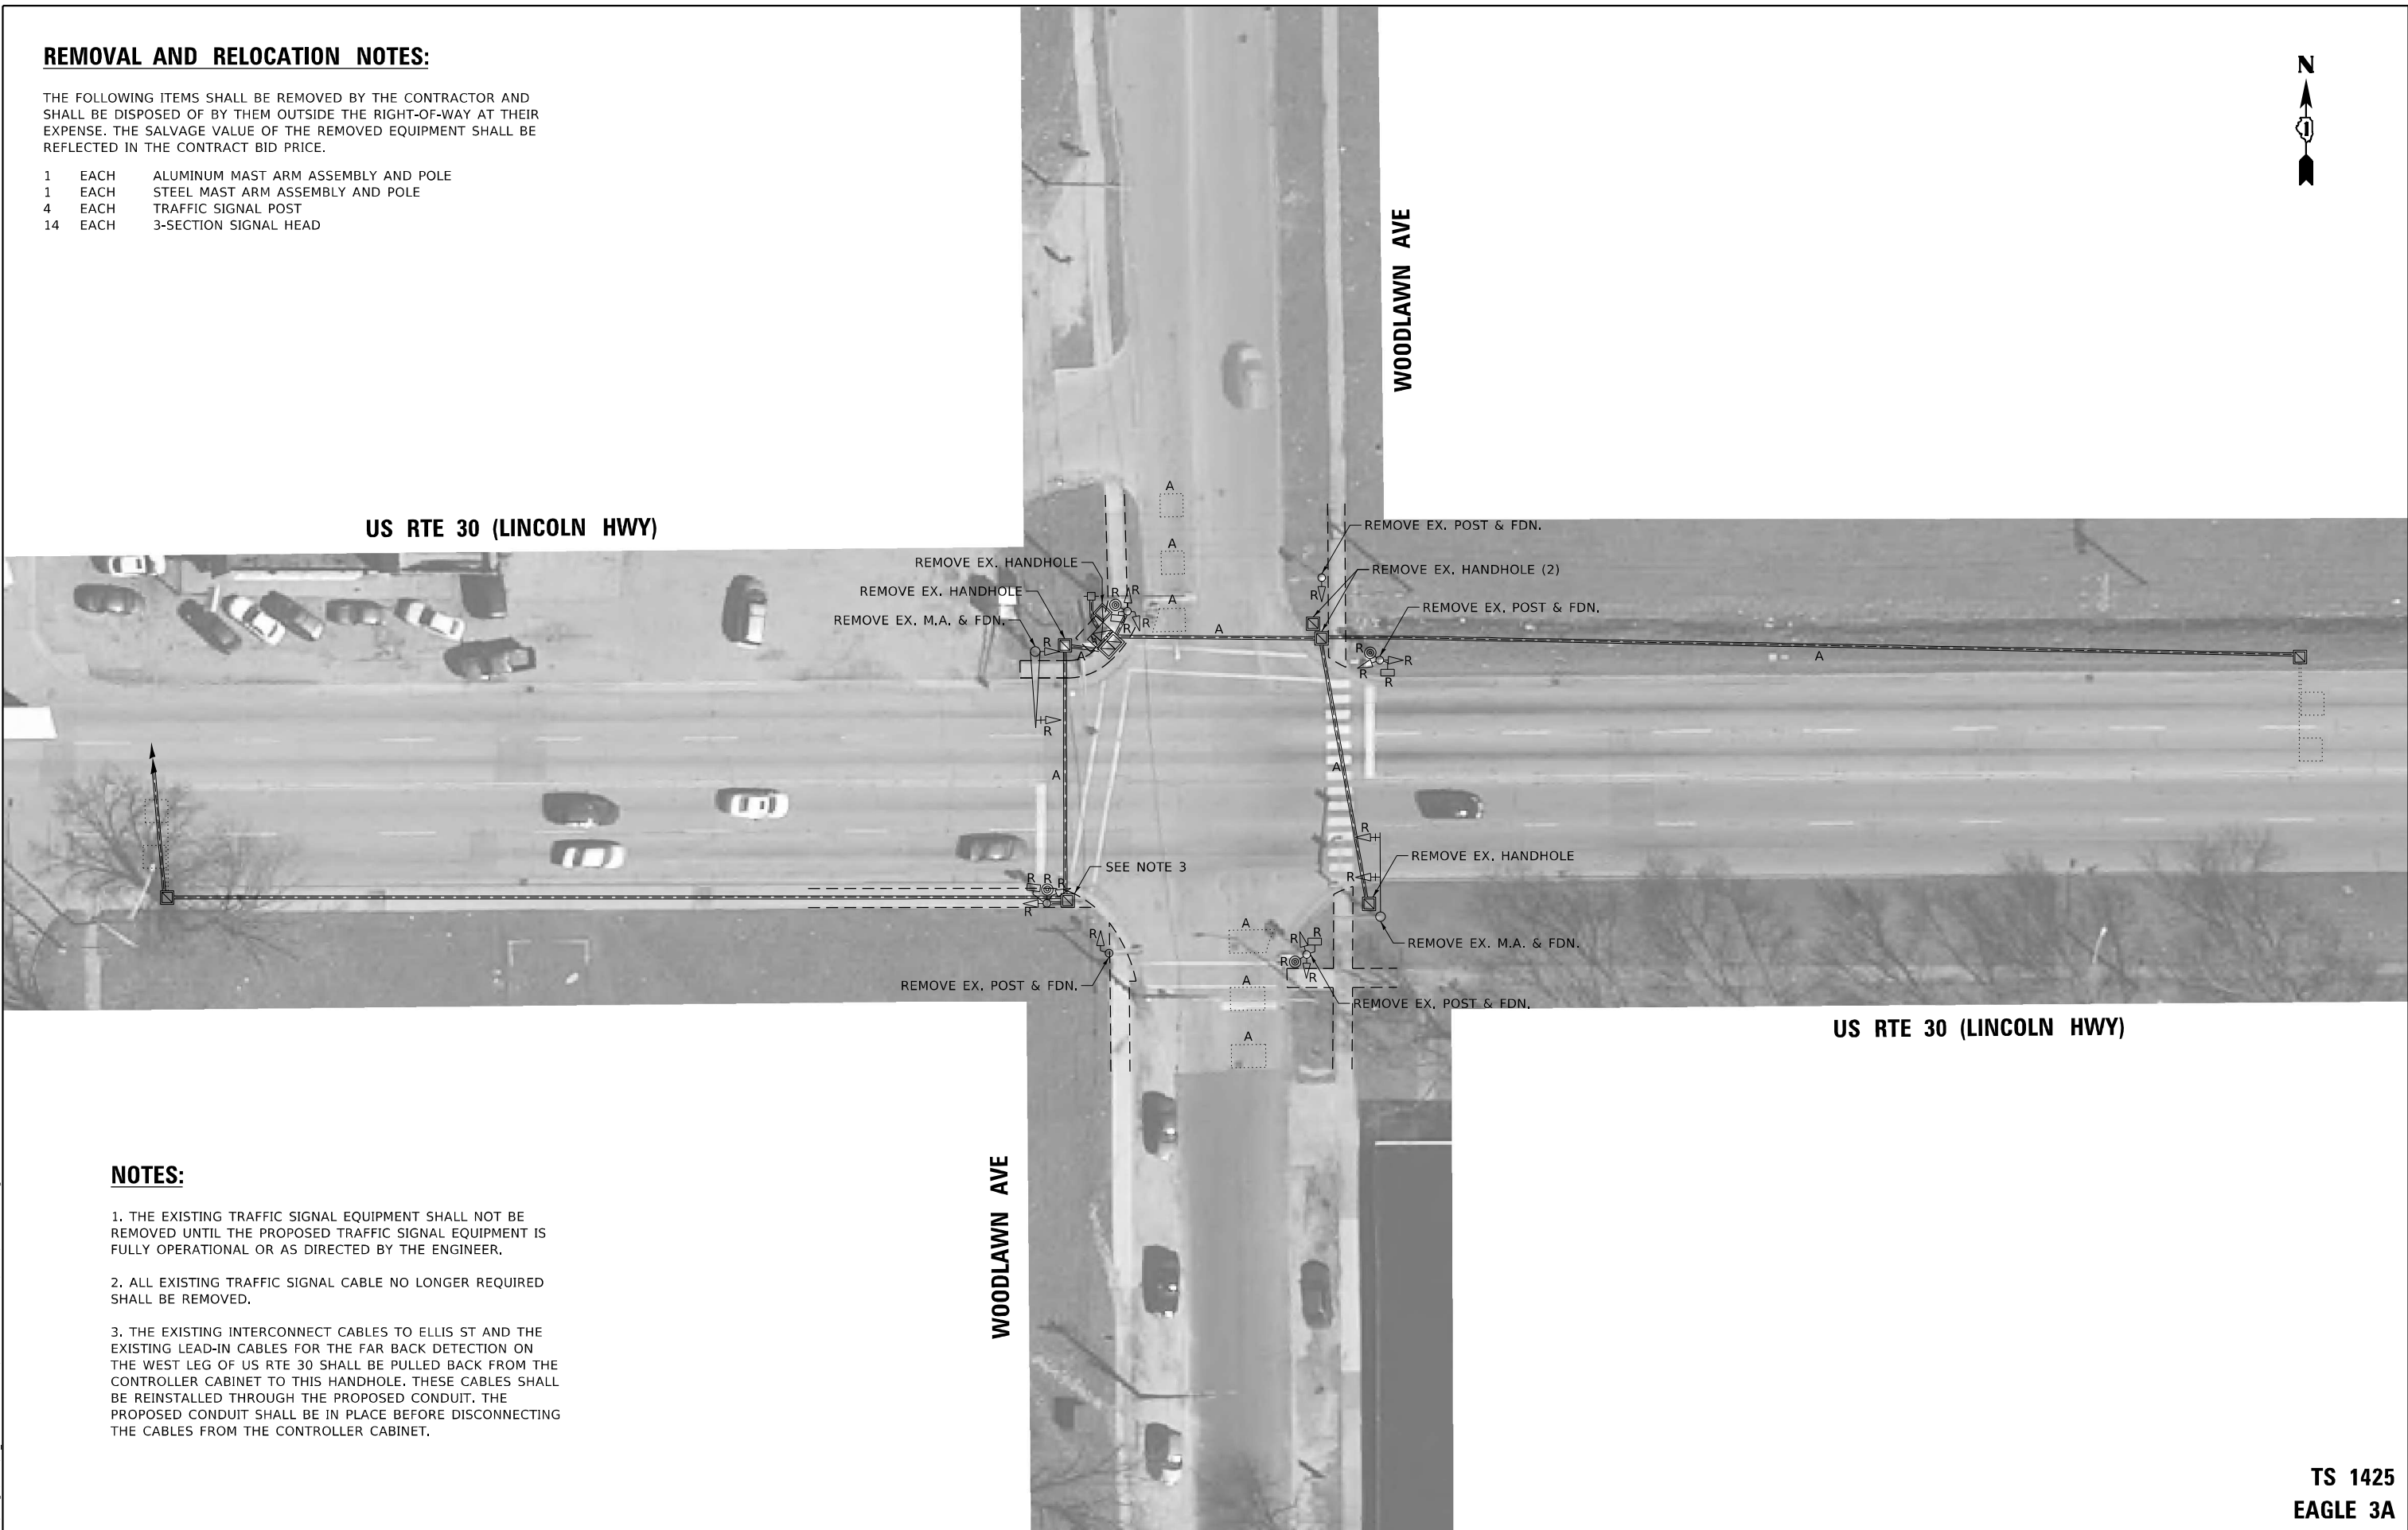 REMOVAL AND RELOCATION NOTES:
THE FOLLOWING ITEMS SHALL BE REMOVED BY THE CONTRACTOR AND
SHALL BE DISPOSED OF BY THEM OUTSIDE THE RIGHT-OF-WAY AT THEIR
EXPENSE. THE SALVAGE VALUE OF THE REMOVED EQUIPMENT SHALL BE
REFLECTED IN THE CONTRACT BID PRICE.
1 EACH ALUMINUM MAST ARM ASSEMBLY AND POLE
1 EACH STEEL MAST ARM ASSEMBLY AND POLE
4 EACH TRAFFIC SIGNAL POST
14 EACH 3-SECTION SIGNAL HEAD
N
WOODLAWN AVE
US RTE 30 (LINCOLN HWY)
A
A
A
REMOVE EX. POST & FDN.
REMOVE EX. HANDHOLE
REMOVE EX. HANDHOLE (2)
REMOVE EX. HANDHOLE
REMOVE EX. POST & FDN.
REMOVE EX. M.A. & FDN.
R
R
R
R
R
R
R
A
A
A
R
R
R
R
R
A
A
R
REMOVE EX. HANDHOLE
SEE NOTE 3
R
R
R
R
R
A
R
R
R
R
R
REMOVE EX. M.A. & FDN.
REMOVE EX. POST & FDN.
A
REMOVE EX. POST & FDN.
A
US RTE 30 (LINCOLN HWY)
WOODLAWN AVE
NOTES:
1. THE EXISTING TRAFFIC SIGNAL EQUIPMENT SHALL NOT BE
REMOVED UNTIL THE PROPOSED TRAFFIC SIGNAL EQUIPMENT IS
FULLY OPERATIONAL OR AS DIRECTED BY THE ENGINEER.
2. ALL EXISTING TRAFFIC SIGNAL CABLE NO LONGER REQUIRED
SHALL BE REMOVED.
3. THE EXISTING INTERCONNECT CABLES TO ELLIS ST AND THE
EXISTING LEAD-IN CABLES FOR THE FAR BACK DETECTION ON
THE WEST LEG OF US RTE 30 SHALL BE PULLED BACK FROM THE
CONTROLLER CABINET TO THIS HANDHOLE. THESE CABLES SHALL
BE REINSTALLED THROUGH THE PROPOSED CONDUIT. THE
PROPOSED CONDUIT SHALL BE IN PLACE BEFORE DISCONNECTING
THE CABLES FROM THE CONTROLLER CABINET.
TS 1425
EAGLE 3A